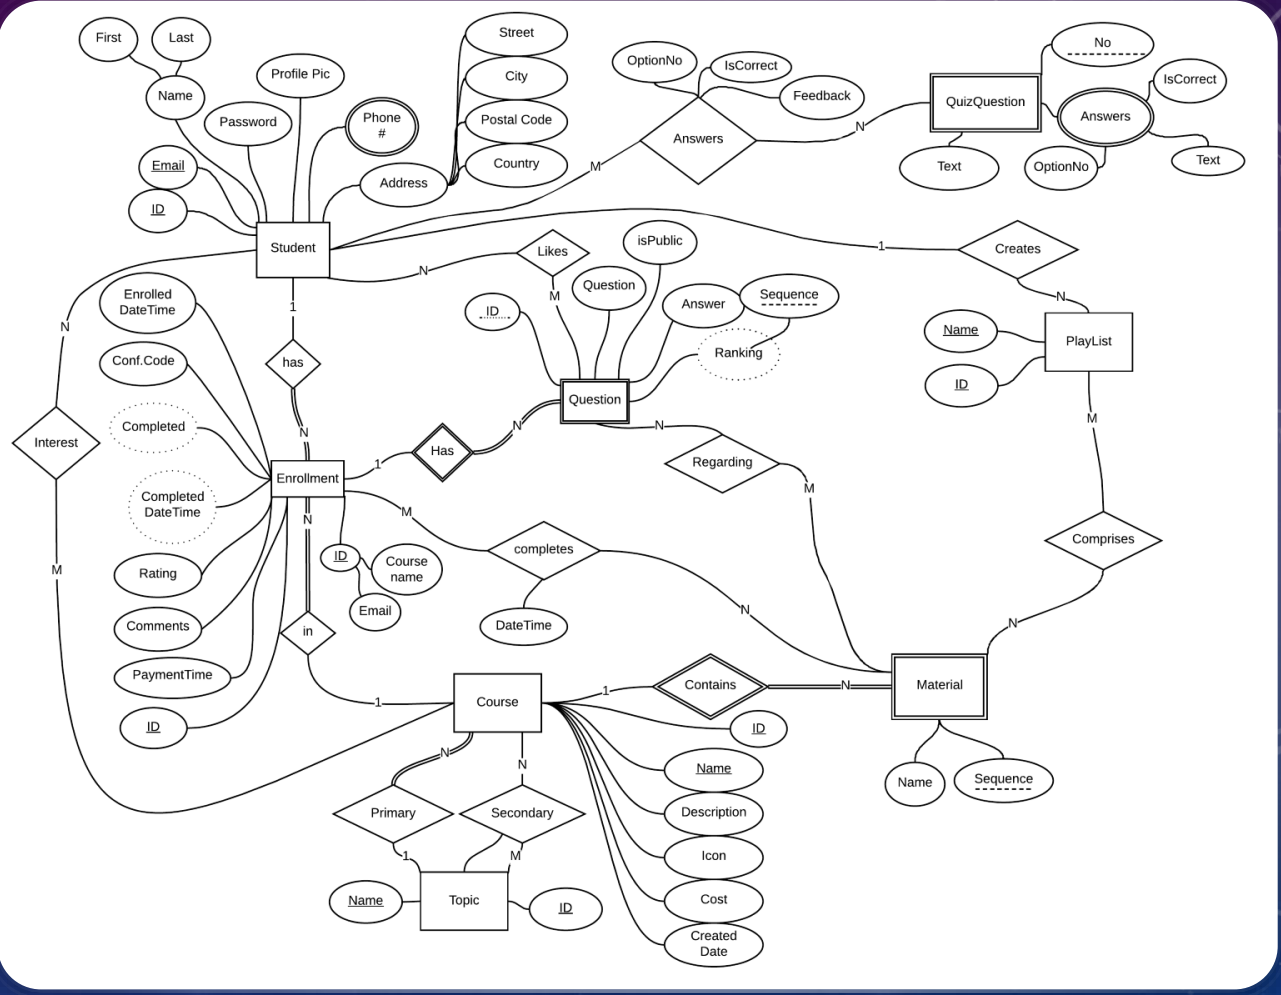 First
Last
Name
Profile Pic
Password
Phone
#
Email
ID
Address
Street
City
Postal Code
Country
Student
OptionNo
IsCorrect
Feedback
Answers
M
N
QuizQuestion
No
IsCorrect
Answers
Text
OptionNo
Text
1
Creates
N
PlayList
Name
ID
M
Comprises
N
N
Likes
M
isPublic
Question
ID
Answer
Sequence
Ranking
Question
N
Regarding
M
1
has
N
Enrolled
DateTime
Conf.Code
Completed
Completed
DateTime
Rating
Comments
PaymentTime
ID
N
Interest
M
Enrollment
1
Has
N
M
completes
N
DateTime
ID
Course
name
Email
N
in
1
Course
1
Contains
N
Material
Name
Sequence
ID
Name
Description
Icon
Cost
Created
Date
N
Primary
1
N
Secondary
M
Topic
Name
ID